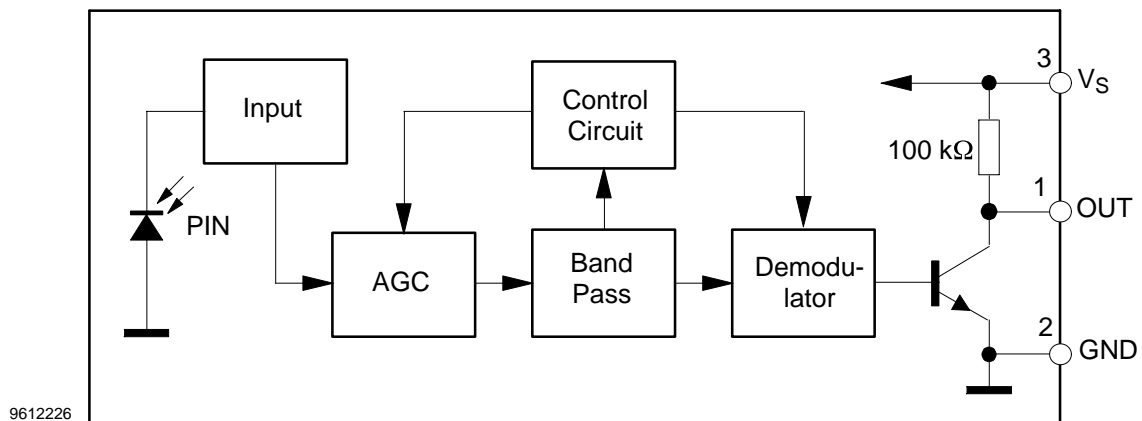 3
V_S
Input
Control
Circuit
100 kΩ
1
OUT
PIN
AGC
Band
Pass
Demodu-
lator
2
GND
9612226